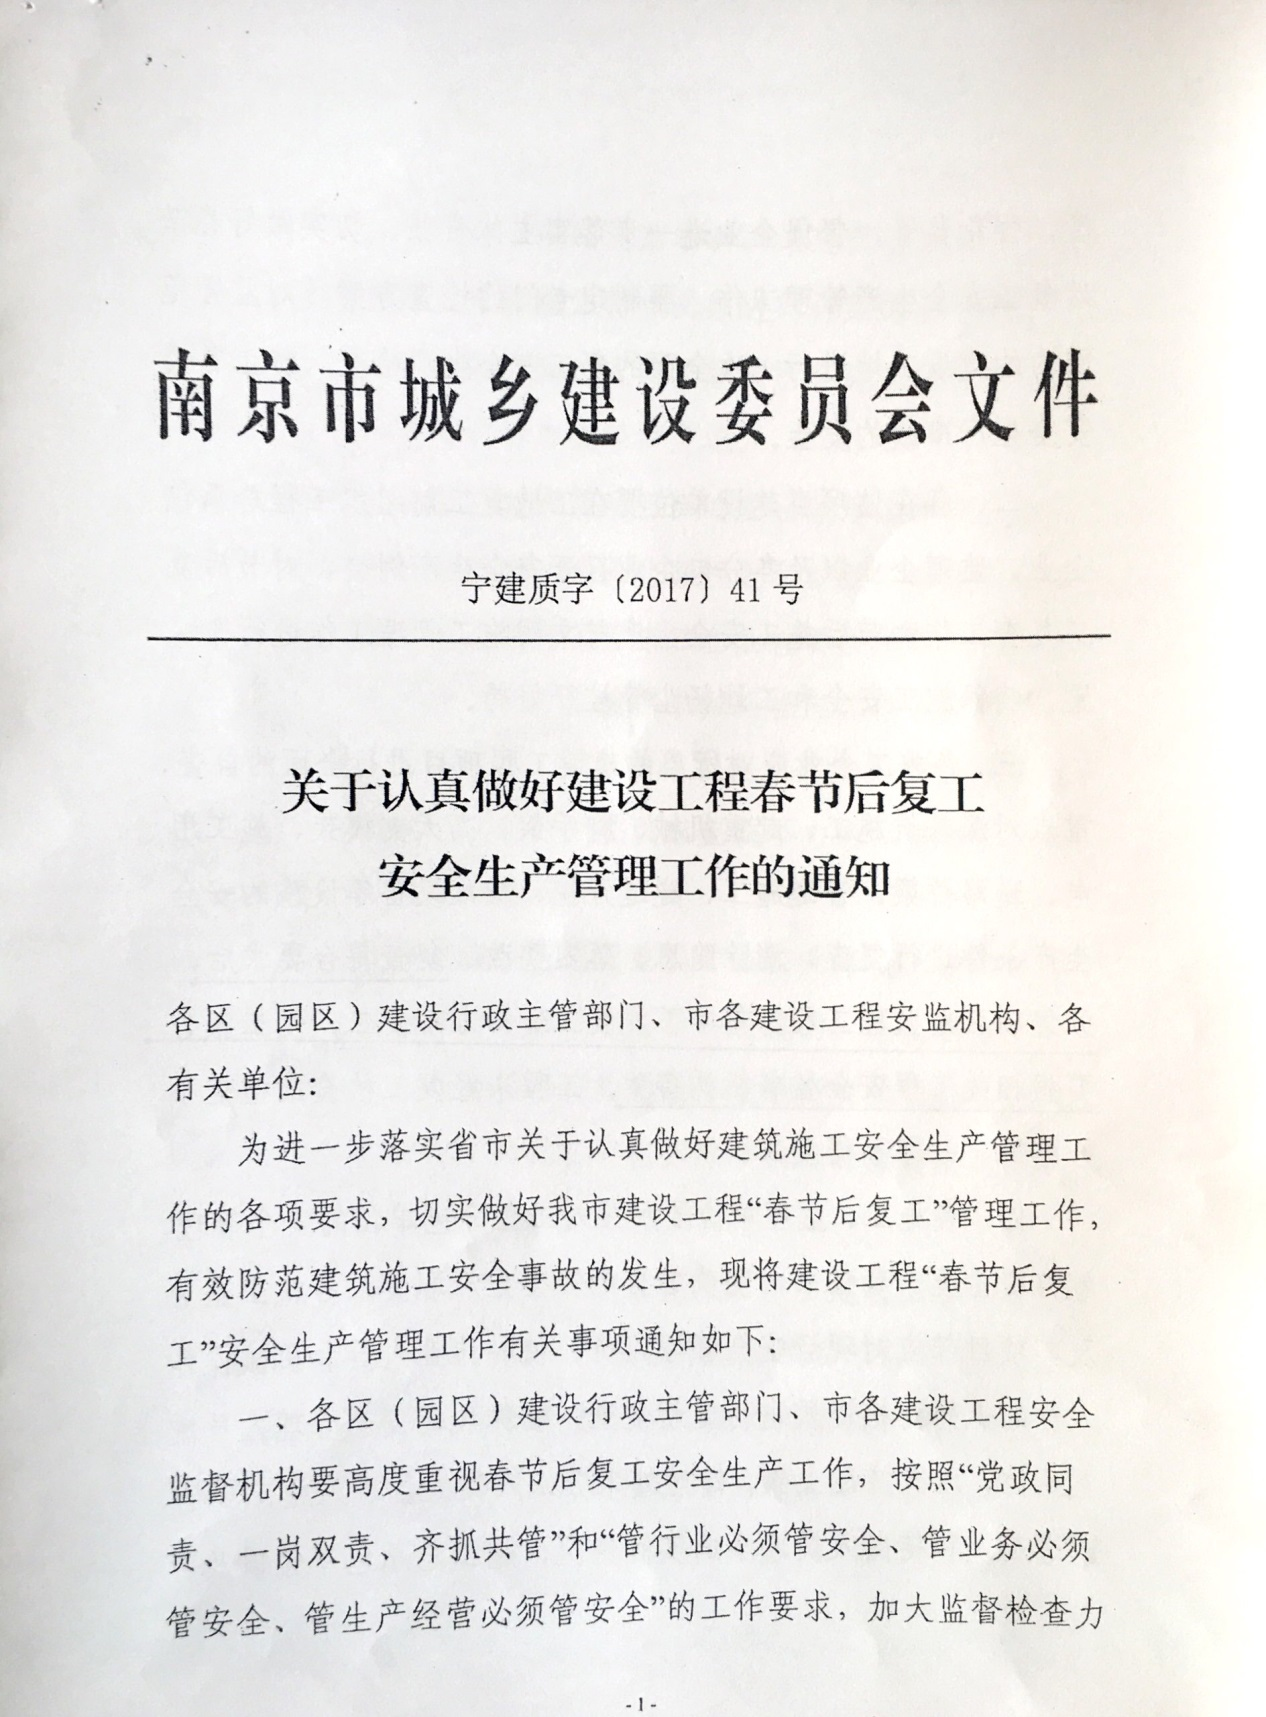 南京市城乡建设委员会文件
宁建质字〔2017〕41号
关于认真做好建设工程春节后复工
安全生产管理工作的通知
各区（园区）建设行政主管部门、市各建设工程安监机构、各
有关单位:
为进一步落实省市关于认真做好建筑施工安全生产管理工
作的各项要求，切实做好我市建设工程“春节后复工”管理工作，
有效防范建筑施工安全事故的发生，现将建设工程“春节后复
工”安全生产管理工作有关事项通知如下:
一、各区（园区）建设行政主管部门、市各建设工程安全
监督机构要高度重视春节后复工安全生产工作，按照“党政同
责、一岗双责、齐抓共管”和“管行业必须管安全、管业务必须
管安全、管生产经营必须管安全”的工作要求，加大监督检查力
- 1 -